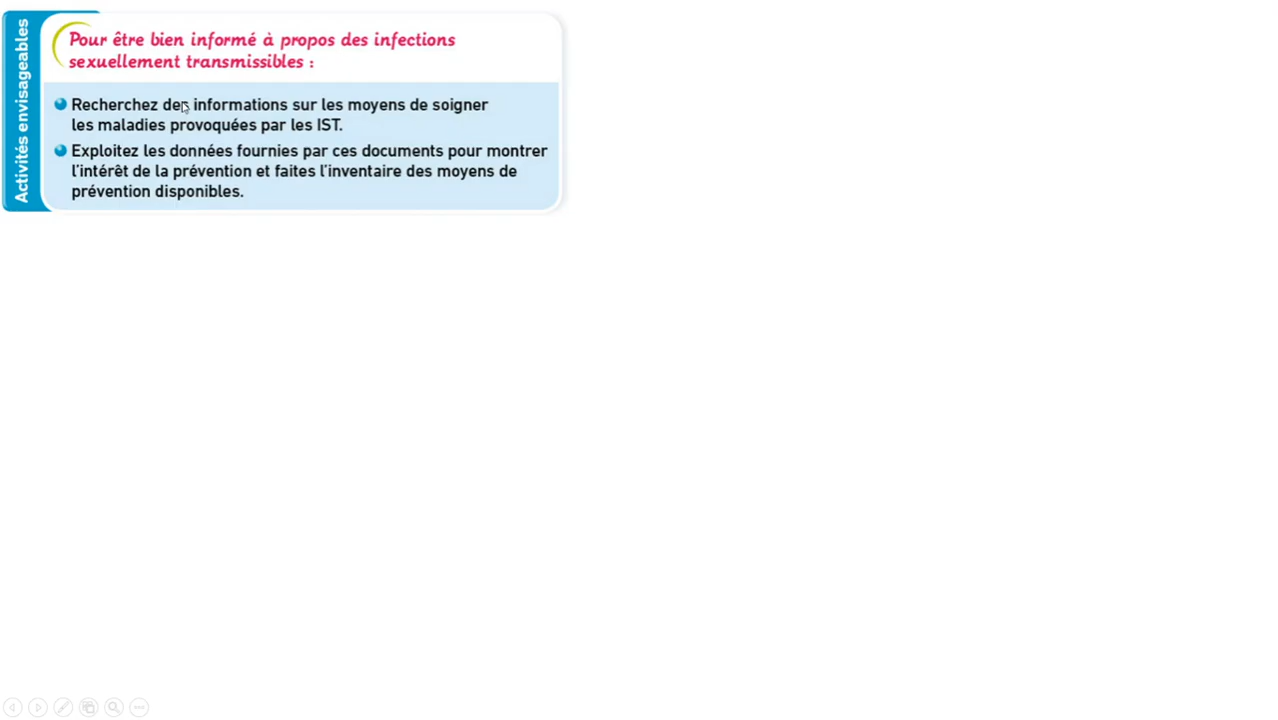 Activités envisageables
Pour être bien informé à propos des infections
sexuellement transmissibles :
Recherchez des informations sur les moyens de soigner
les maladies provoquées par les IST.
Exploitez les données fournies par ces documents pour montrer
l'intérêt de la prévention et faites l'inventaire des moyens de
prévention disponibles.